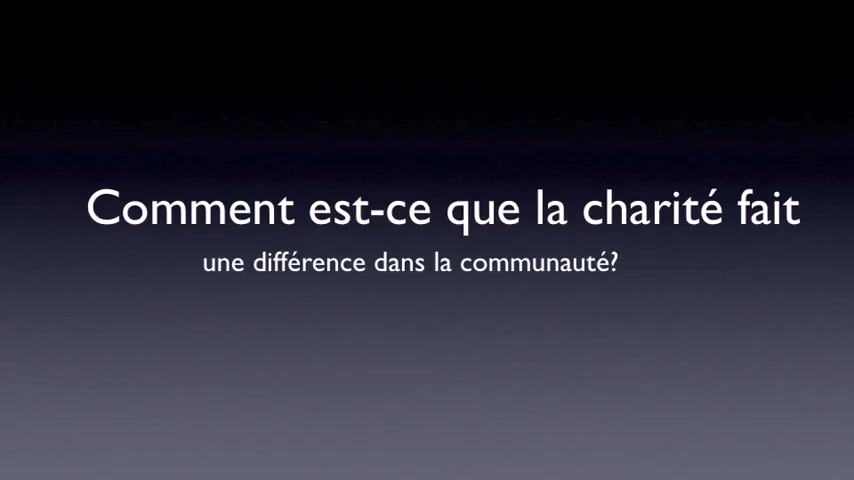 Comment est-ce que la charité fait
une différence dans la communauté?